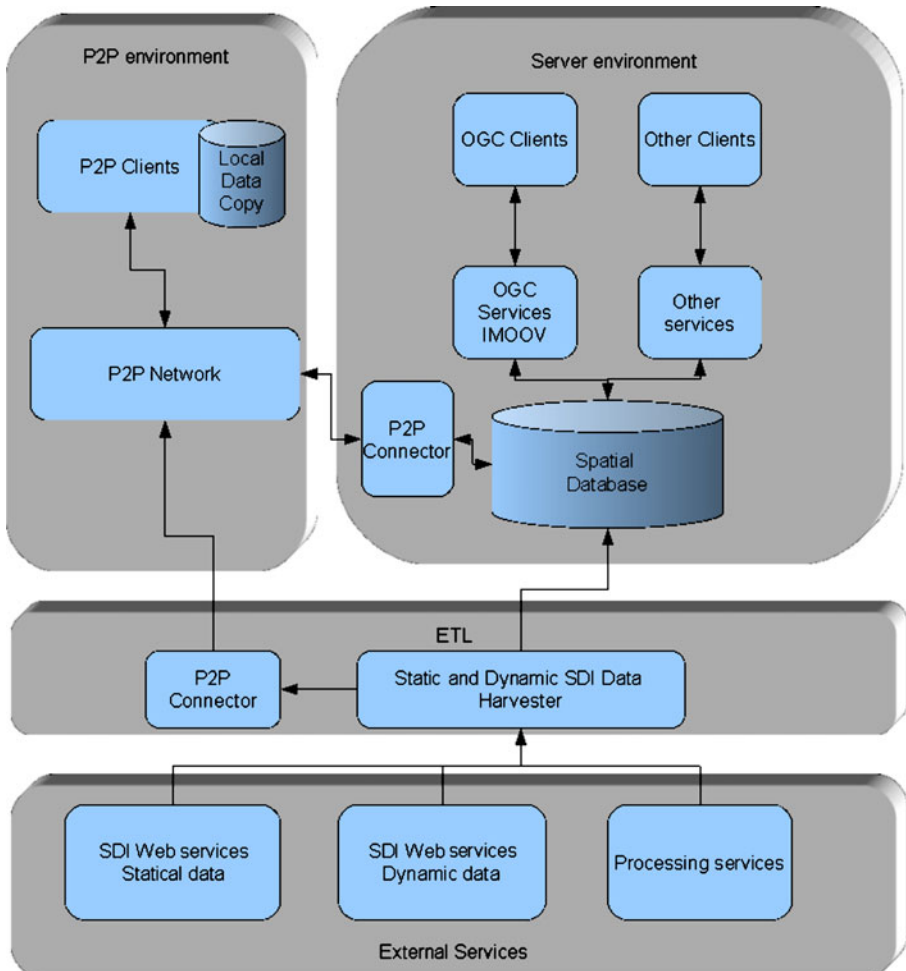 P2P environment
Server environment
P2P Clients
Local
Data
Copy
OGC Clients
Other Clients
OGC
Services
IMOOV
Other
services
P2P Network
P2P
Connector
Spatial
Database
ETL
P2P
Connector
Static and Dynamic SDI Data
Harvester
SDI Web services
Statical data
SDI Web services
Dynamic data
Processing services
External Services